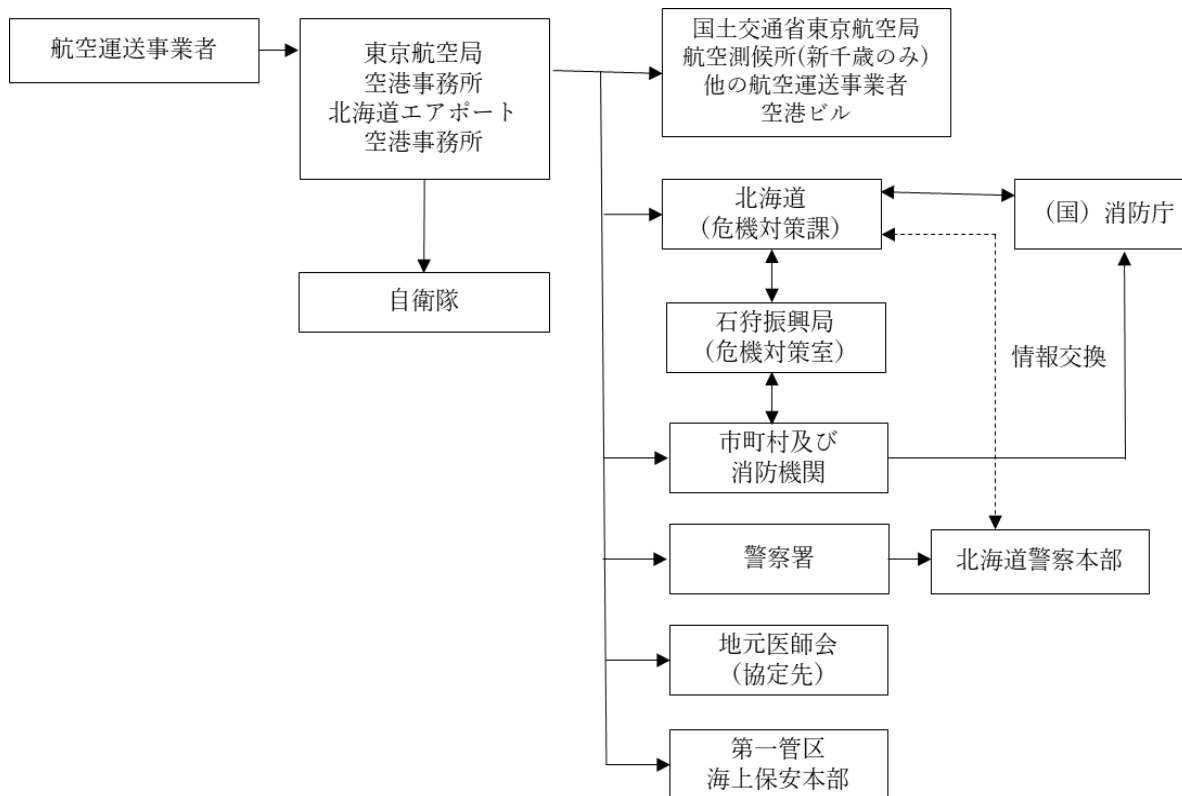 航空運送事業者
東京航空局
空港事務所
北海道エアポート
空港事務所
国土交通省東京航空局
航空測候所(新千歳のみ)
他の航空運送事業者
空港ビル
北海道
(危機対策課)
(国)消防庁
自衛隊
石狩振興局
(危機対策室)
情報交換
市町村及び
消防機関
警察署
北海道警察本部
地元医師会
(協定先)
第一管区
海上保安本部